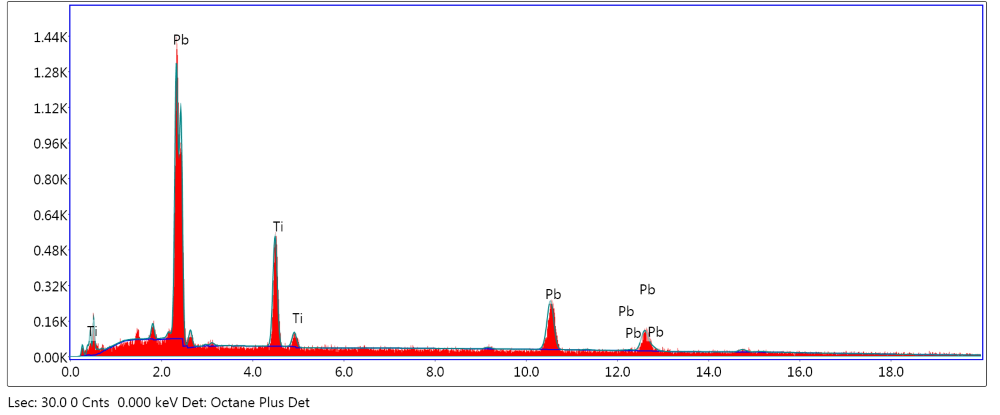 1.44K
Pb
1.28K
1.12K
0.96K
0.80K
0.64K
Ti
0.48K
0.32K
Pb
Pb
Pb
0.16K
Ti
Ti
Pb
Pb
0.00K
0.0 2.0 4.0 6.0 8.0 10.0 12.0 14.0 16.0 18.0
Lsec: 30.0 0 Cnts 0.000 keV Det: Octane Plus Det